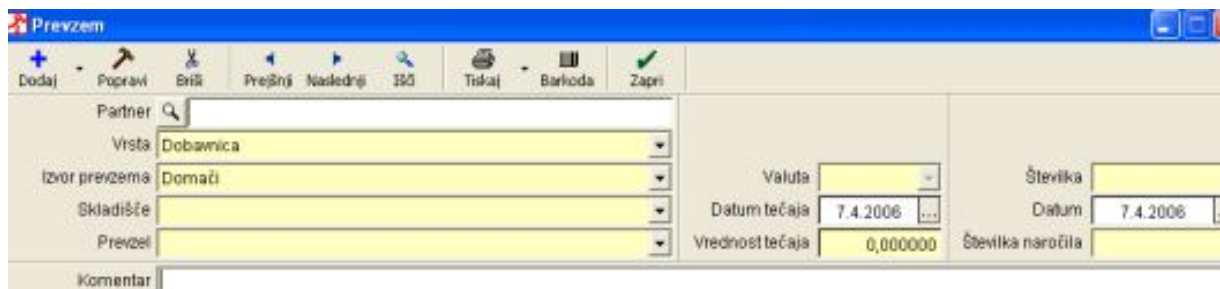 Prevzem
Dodaj Popravi Briši Prejšnji Naslednji Išči Tiskaj Barkoda Zapri
Partner
Vrsta Dobavnica
Izvor prevzema Domači Valuta Številka
Skladišče Datum tečaja 7.4.2006 ... Datum 7.4.2006
Prevzel Vrednost tečaja 0,000000 Številka naročila
Komentar